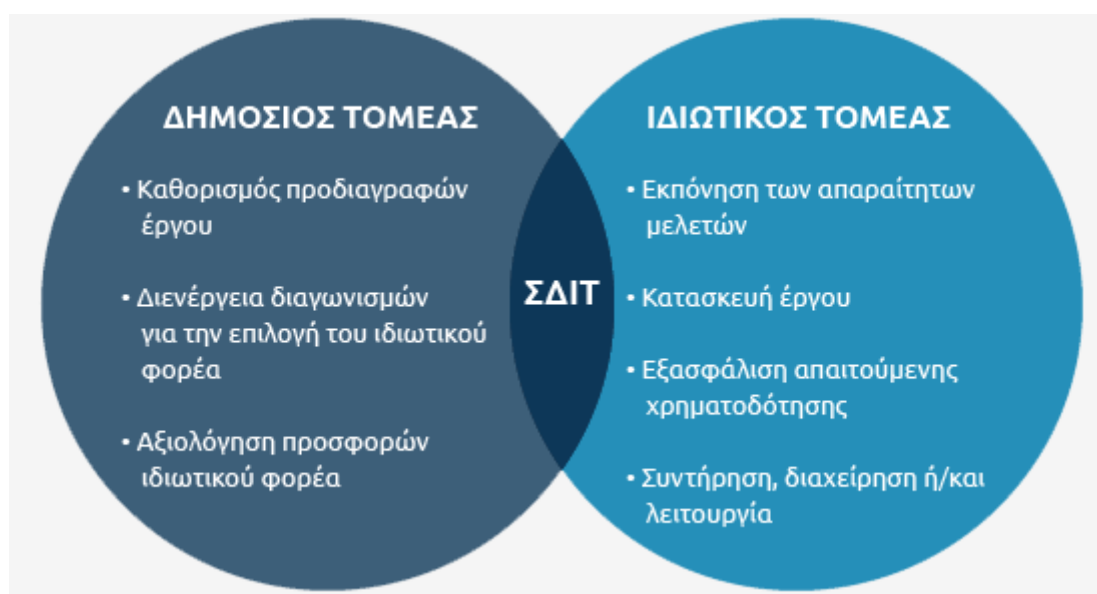 ΔΗΜΟΣΙΟΣ ΤΟΜΕΑΣ
• Καθορισμός προδιαγραφών
έργου
• Διενέργεια διαγωνισμών
για την επιλογή του ιδιωτικού
φορέα
• Αξιολόγηση προσφορών
ιδιωτικού φορέα
ΣΔΙΤ
ΙΔΙΩΤΙΚΟΣ ΤΟΜΕΑΣ
• Εκπόνηση των απαραίτητων
μελετών
• Κατασκευή έργου
• Εξασφάλιση απαιτούμενης
χρηματοδότησης
• Συντήρηση, διαχείρηση ή/και
λειτουργία